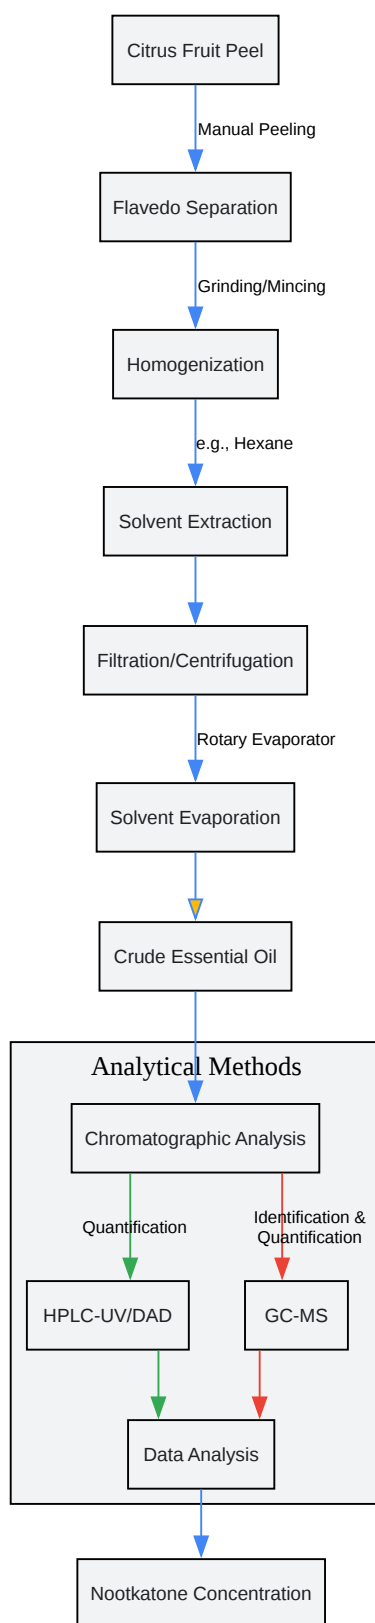 Citrus Fruit Peel
Manual Peeling
Flavedo Separation
Grinding/Mincing
Homogenization
e.g., Hexane
Solvent Extraction
Filtration/Centrifugation
Rotary Evaporator
Solvent Evaporation
Crude Essential Oil
Analytical Methods
Chromatographic Analysis
Quantification
Identification &
Quantification
HPLC-UV/DAD
GC-MS
Data Analysis
Nootkatone Concentration